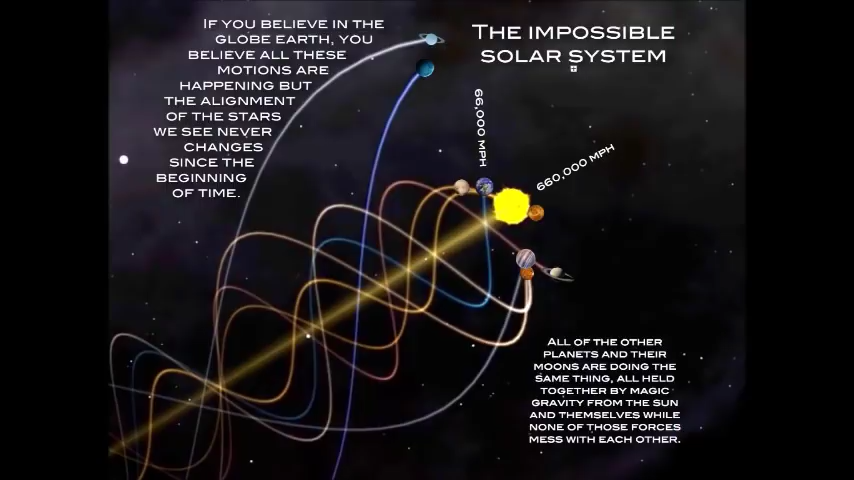 If you believe in the
globe earth, you
believe all these
motions are
happening but
the alignment
of the stars
we see never
changes
since the
beginning
of time.
The impossible
solar system
66,000 mph
660,000 mph
All of the other
planets and their
moons are doing the
same thing, all held
together by magic
gravity from the sun
and themselves while
none of those forces
mess with each other.